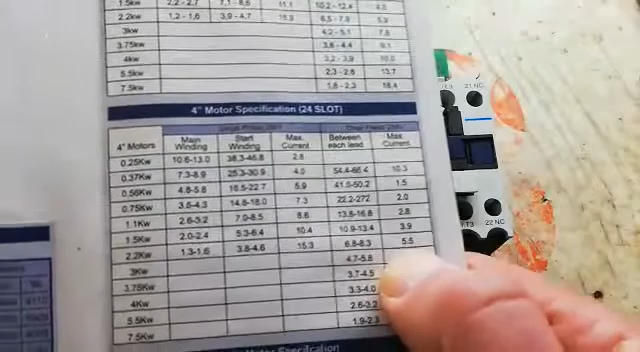 1.5kw 2.2 - 2.7 7.1 - 8.5 11.1 10.2 - 12.4 4.5
2.2kw 1.2 - 1.6 3.9 - 4.7 6.5 - 7.9 5.9
3kw 4.2 - 5.1 7.8
3.75kw 3.6 - 4.4 9.1
4kw 3.2 - 3.9 10.0
5.5kw 2.3 - 2.8 13.7
7.5kw 1.8 - 2.3 18.4
4" Motor Specification (24 SLOT)
4" Motors Main Winding Start Winding Max. Current Between each lead Max. Current
0.25Kw 10.6-13.0 38.3-46.8 2.8
0.37Kw 7.3-8.9 25.3-30.9 4.0 54.4-66.4 10.3
0.56Kw 4.8-5.8 18.5-22.7 5.9 41.0-50.2 1.5
0.75Kw 3.5-4.3 14.8-18.0 7.3 22.2-272 2.0
1.1Kw 2.6-3.2 7.0-8.5 8.6 13.8-16.8 2.8
1.5Kw 2.0-2.4 5.3-6.4 10.4 10.9-13.4 3.9
2.2Kw 1.3-1.6 3.8-4.6 15.3 6.8-8.3 5.5
3Kw 4.7-5.8
3.75Kw 3.7-4.5
4Kw 3.3-4.0
5.5Kw 2.6-3.2
7.5Kw 1.9-2.3
Motor Specification
21 NC
22 NC